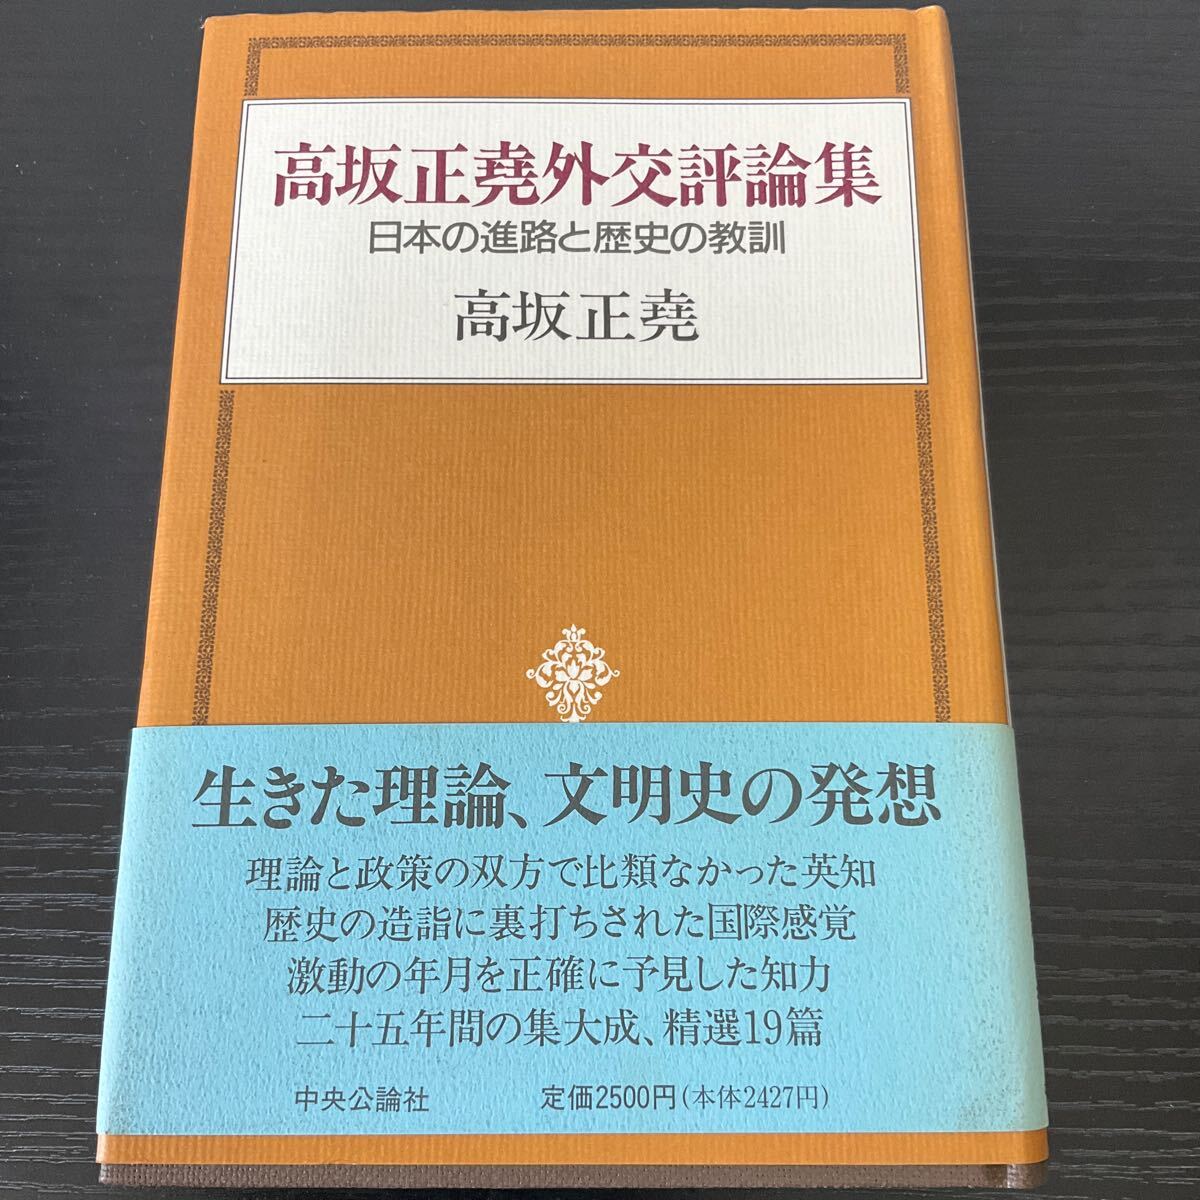 高坂正堯外交評論集
日本の進路と歴史の教訓
高坂正堯
生きた理論、文明史の発想
理論と政策の双方で比類なかった英知
歴史の造詣に裏打ちされた国際感覚
激動の年月を正確に予見した知力
二十五年間の集大成、精選19篇
中央公論社 定価2500円(本体2427円)